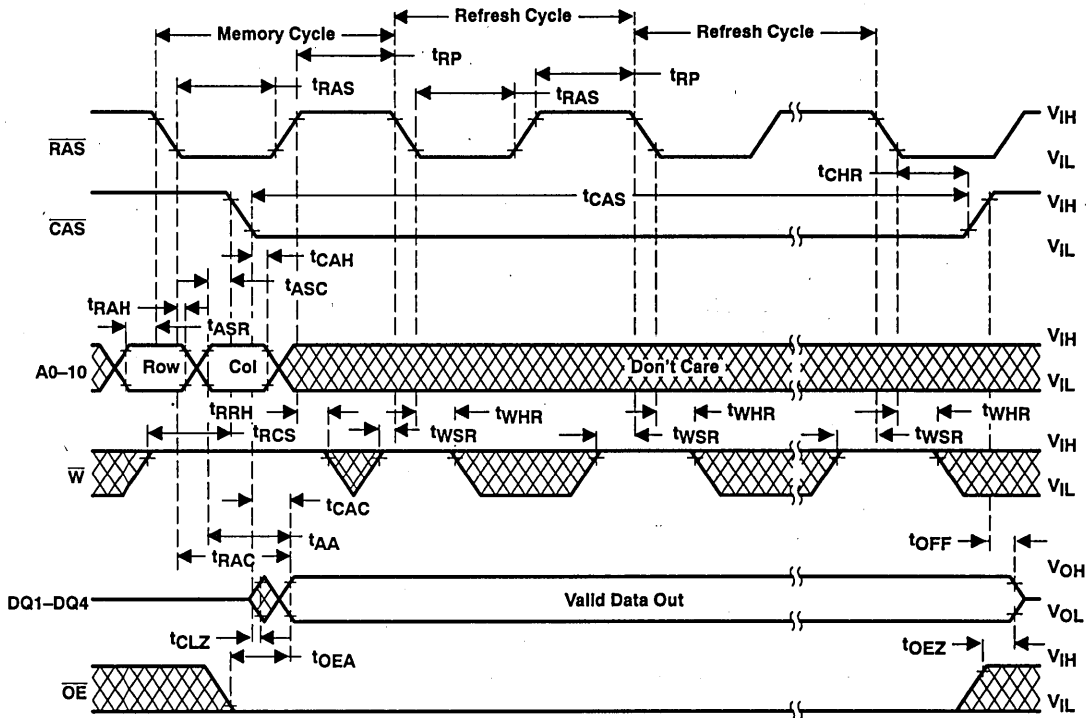 Refresh Cycle
Memory Cycle
Refresh Cycle
tRP
tRP
tRAS
tRAS
RAS
VIH
VIL
tCHR
tCAS
CAS
VIH
VIL
tCAH
tASC
tRAH
tASR
A0–10
Row
Col
Don't Care
VIH
VIL
tRRH
tWHR
tWHR
tWHR
tRCS
tWSR
tWSR
tWSR
W
VIH
VIL
tCAC
tAA
tOFF
tRAC
DQ1–DQ4
Valid Data Out
VOH
VOL
tCLZ
tOEA
tOEZ
OE
VIH
VIL